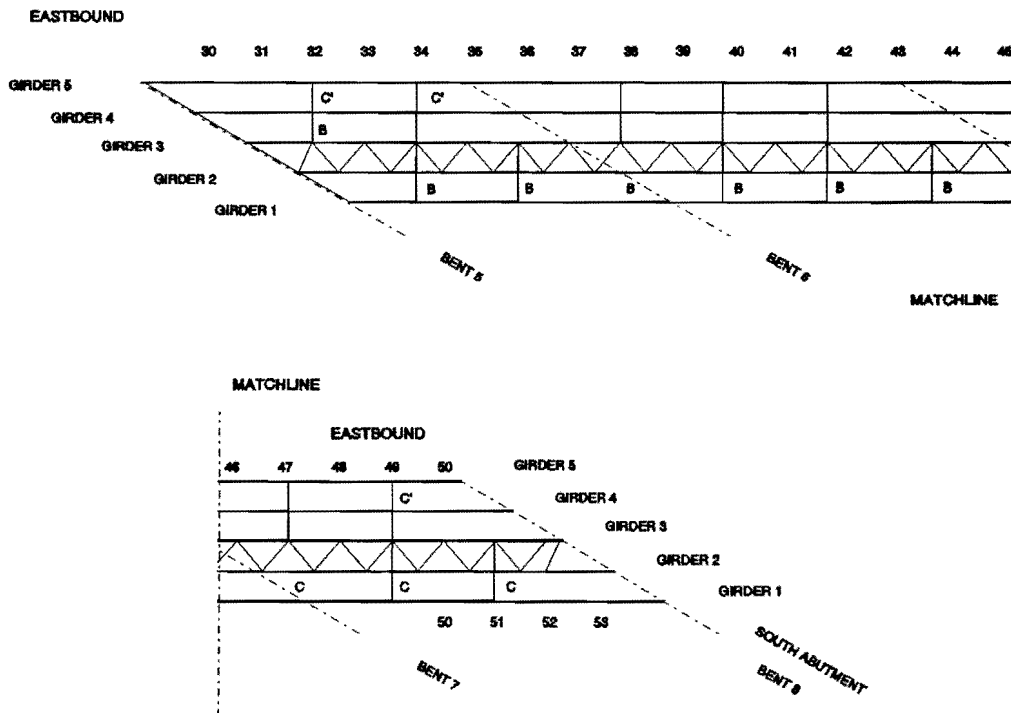 EASTBOUND
30 31 32 33 34 35 36 37 38 39 40 41 42 43 44 45
GIRDER 5
C' C'
GIRDER 4
B
GIRDER 3
GIRDER 2
B B B B B B
GIRDER 1
BENT 5
BENT 6
MATCHLINE
MATCHLINE
EASTBOUND
46 47 48 49 50
GIRDER 5
C'
GIRDER 4
GIRDER 3
GIRDER 2
C C C
GIRDER 1
50 51 52 53
BENT 7
SOUTH ABUTMENT
BENT 8